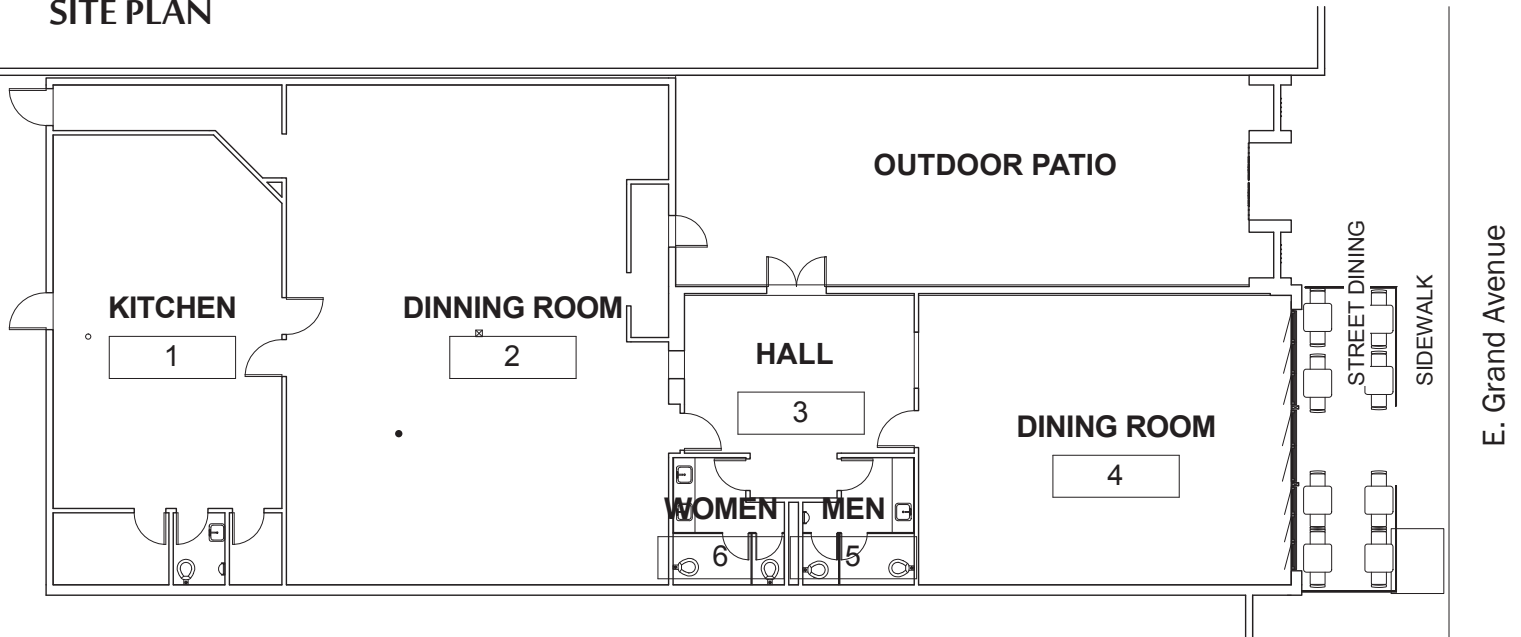 SITE PLAN
OUTDOOR PATIO
KITCHEN
1
DINNING ROOM
2
HALL
3
DINING ROOM
4
WOMEN
6
MEN
5
STREET DINING
SIDEWALK
E. Grand Avenue